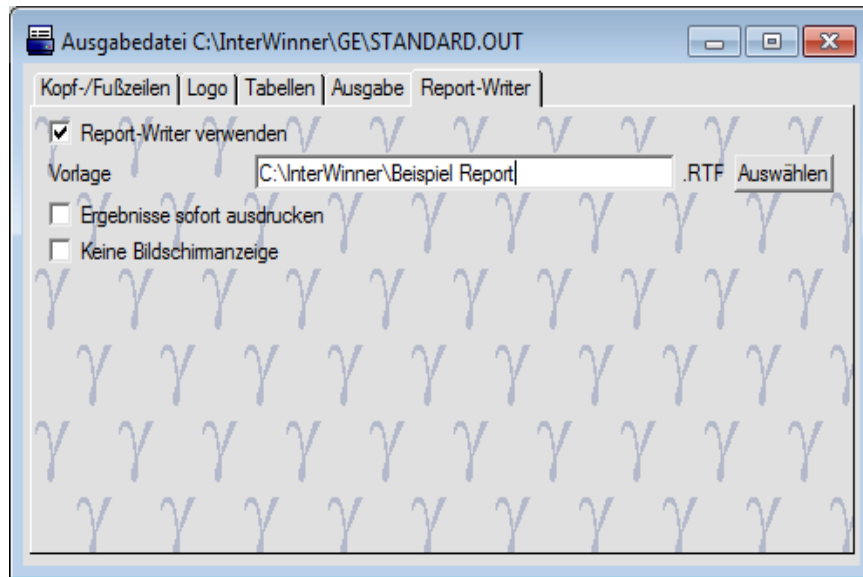 Ausgabedatei C:\InterWinner\GE\STANDARD.OUT
Kopf-/Fußzeilen Logo Tabellen Ausgabe Report-Writer
Report-Writer verwenden
Vorlage C:\InterWinner\Beispiel Report .RTF Auswählen
Ergebnisse sofort ausdrucken
Keine Bildschirmanzeige